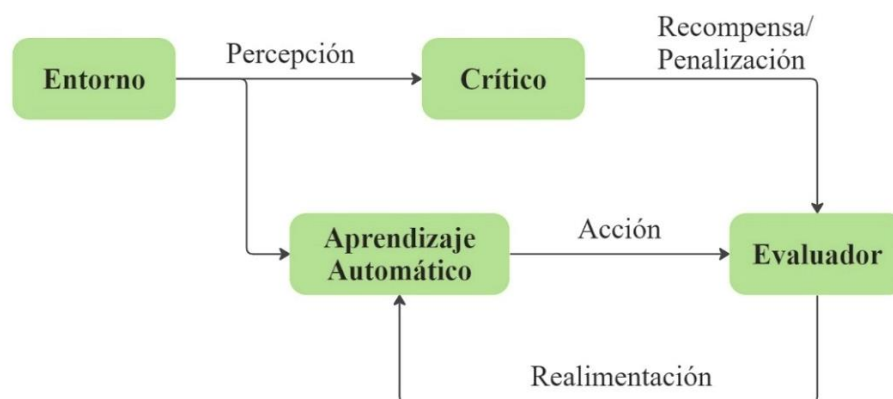 Percepción
Recompensa/
Penalización
Entorno
Crítico
Aprendizaje
Automático
Acción
Evaluador
Realimentación